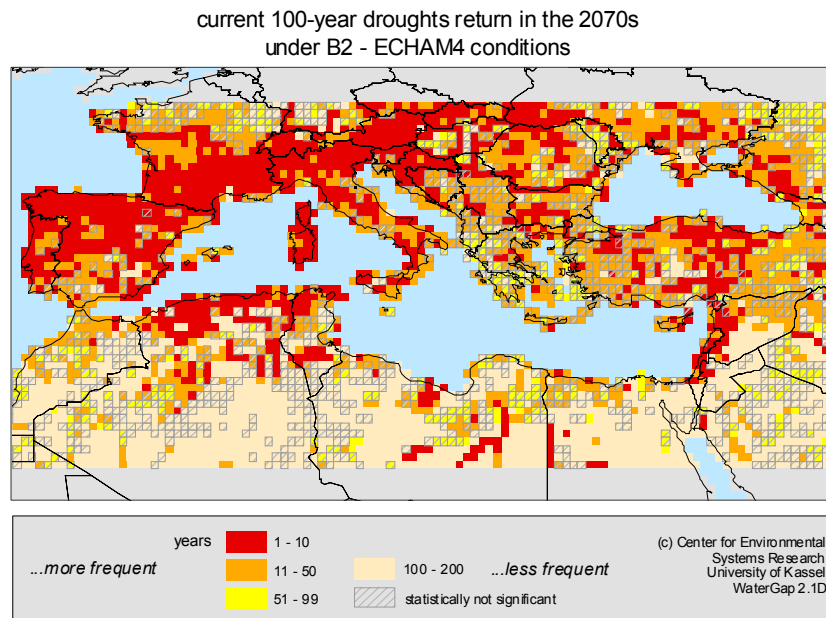 current 100-year droughts return in the 2070s
under B2 - ECHAM4 conditions
years
1 - 10
...more frequent
11 - 50
100 - 200
...less frequent
51 - 99
statistically not significant
(c) Center for Environmental
Systems Research
University of Kassel
WaterGap 2.1D